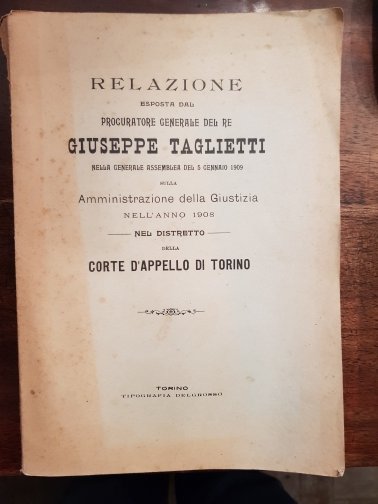 RELAZIONE
ESPOSTA DAL
PROCURATORE GENERALE DEL RE
GIUSEPPE TAGLIETTI
NELLA GENERALE ASSEMBLEA DEL 5 GENNAIO 1909
SULLA
Amministrazione della Giustizia
NELL'ANNO 1908
NEL DISTRETTO
DELLA
CORTE D'APPELLO DI TORINO
TORINO
TIPOGRAFIA DELGROSSO